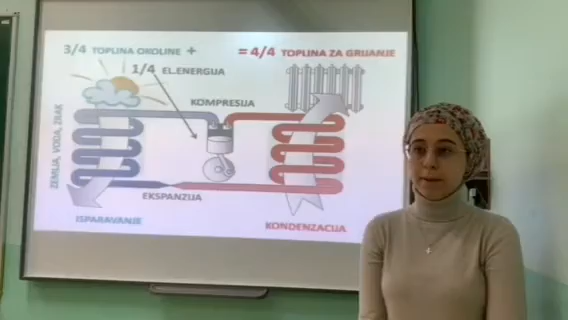 3/4 TOPLINA OKOLINE + = 4/4 TOPLINA ZA GRIJANJE
1/4 EL.ENERGIJA
KOMPRESIJA
ZEMLJA, VODA, ZRAK
EKSPANZIJA
ISPARAVANJE
KONDENZACIJA